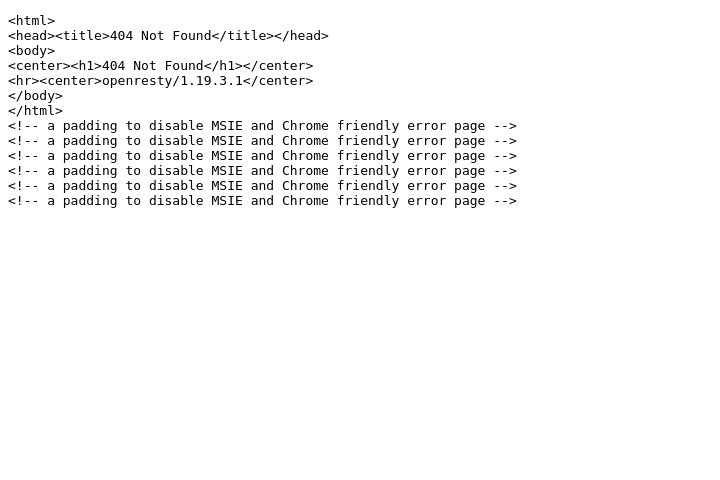 <html>
<head><title>404 Not Found</title></head>
<body>
<center><h1>404 Not Found</h1></center>
<hr><center>openresty/1.19.3.1</center>
</body>
</html>
<!-- a padding to disable MSIE and Chrome friendly error page -->
<!-- a padding to disable MSIE and Chrome friendly error page -->
<!-- a padding to disable MSIE and Chrome friendly error page -->
<!-- a padding to disable MSIE and Chrome friendly error page -->
<!-- a padding to disable MSIE and Chrome friendly error page -->
<!-- a padding to disable MSIE and Chrome friendly error page -->